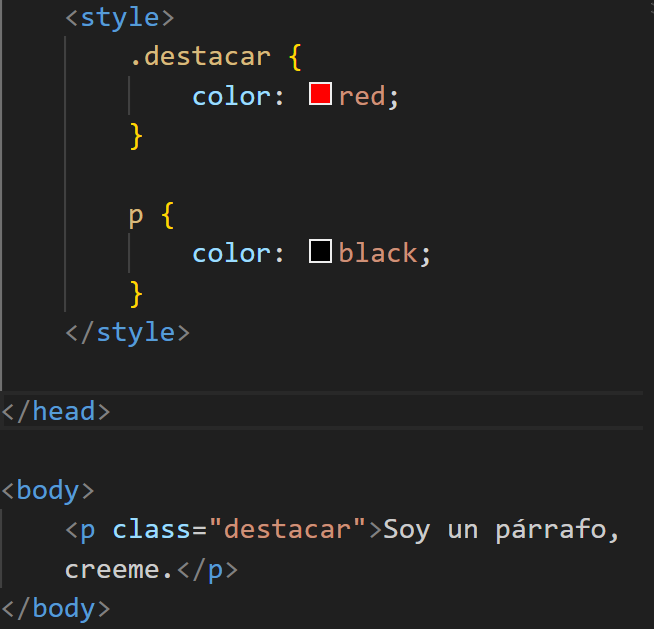 <style>
.destacar {
color: red;
}
p {
color: black;
}
</style>
</head>
<body>
<p class="destacar">Soy un párrafo,
creeme.</p>
</body>